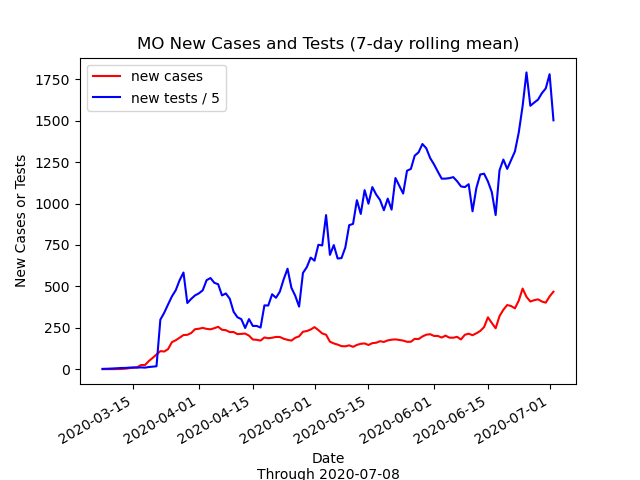 MO New Cases and Tests (7-day rolling mean)
new cases
new tests / 5
1750
1500
1250
1000
750
500
250
0
New Cases or Tests
2020-03-15
2020-04-01
2020-04-15
2020-05-01
2020-05-15
2020-06-01
2020-06-15
2020-07-01
Date
Through 2020-07-08